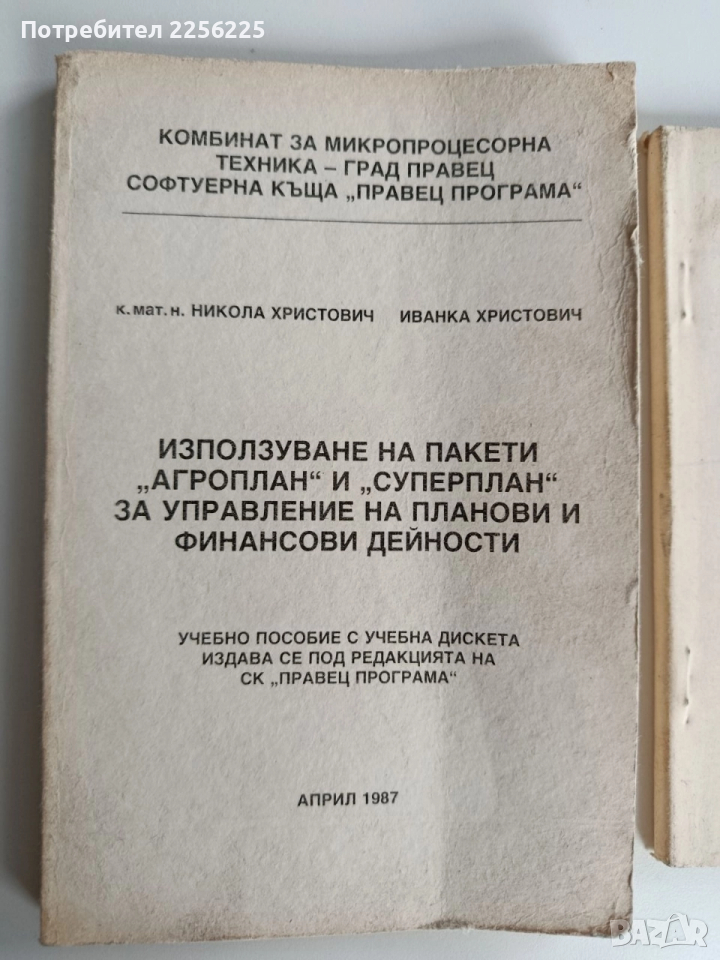 Потребител 2256225
КОМБИНАТ ЗА МИКРОПРОЦЕСОРНА
ТЕХНИКА – ГРАД ПРАВЕЦ
СОФТУЕРНА КЪЩА „ПРАВЕЦ ПРОГРАМА“
к. мат. н. НИКОЛА ХРИСТОВИЧ ИВАНКА ХРИСТОВИЧ
ИЗПОЛЗУВАНЕ НА ПАКЕТИ
„АГРОПЛАН“ И „СУПЕРПЛАН“
ЗА УПРАВЛЕНИЕ НА ПЛАНОВИ И
ФИНАНСОВИ ДЕЙНОСТИ
УЧЕБНО ПОСОБИЕ С УЧЕБНА ДИСКЕТА
ИЗДАВА СЕ ПОД РЕДАКЦИЯТА НА
СК „ПРАВЕЦ ПРОГРАМА“
АПРИЛ 1987
BAZAR